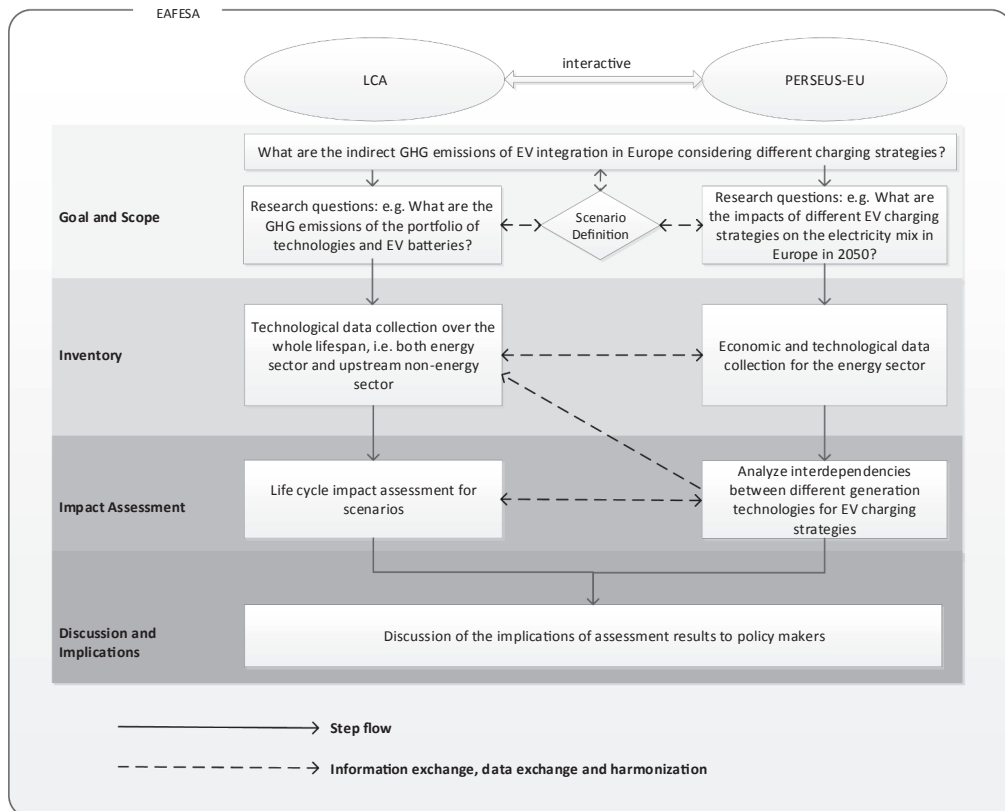 EAFESA
interactive
LCA
PERSEUS-EU
What are the indirect GHG emissions of EV integration in Europe considering different charging strategies?
Goal and Scope
Research questions: e.g. What are the
GHG emissions of the portfolio of
technologies and EV batteries?
Scenario
Definition
Research questions: e.g. What are
the impacts of different EV charging
strategies on the electricity mix in
Europe in 2050?
Inventory
Technological data collection over the
whole lifespan, i.e. both energy
sector and upstream non-energy
sector
Economic and technological data
collection for the energy sector
Impact Assessment
Life cycle impact assessment for
scenarios
Analyze interdependencies
between different generation
technologies for EV charging
strategies
Discussion and
Implications
Discussion of the implications of assessment results to policy makers
Step flow
Information exchange, data exchange and harmonization